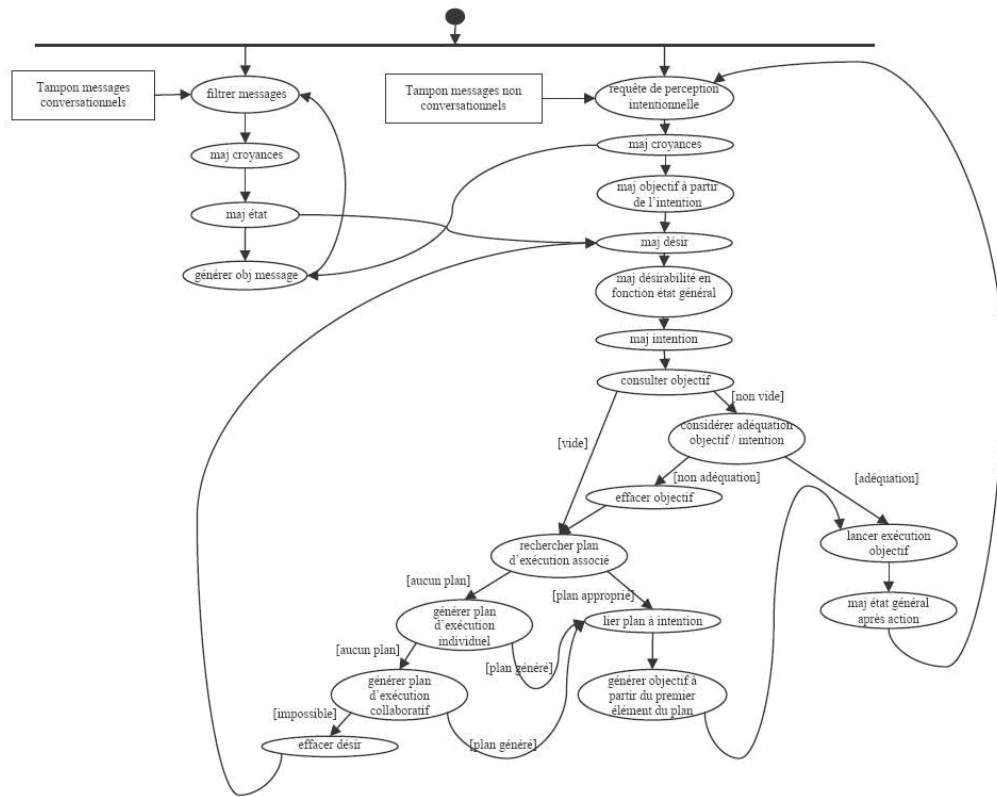 Tampon messages
conversationnels
filtrer messages
maj croyances
maj état
générer obj message
Tampon messages non
conversationnels
requête de perception
intentionnelle
maj croyances
maj objectif à partir
de l'intention
maj désir
maj désirabilité en
fonction état général
maj intention
consulter objectif
[non vide]
[vide]
considérer adéquation
objectif / intention
[non adéquation]
[adéquation]
effacer objectif
lancer exécution
objectif
rechercher plan
d'exécution associé
[aucun plan]
[plan approprié]
maj état général
après action
générer plan
d'exécution
individuel
lier plan à intention
[aucun plan]
[plan généré]
générer plan
d'exécution
collaboratif
générer objectif à
partir du premier
élément du plan
[impossible]
[plan généré]
effacer désir